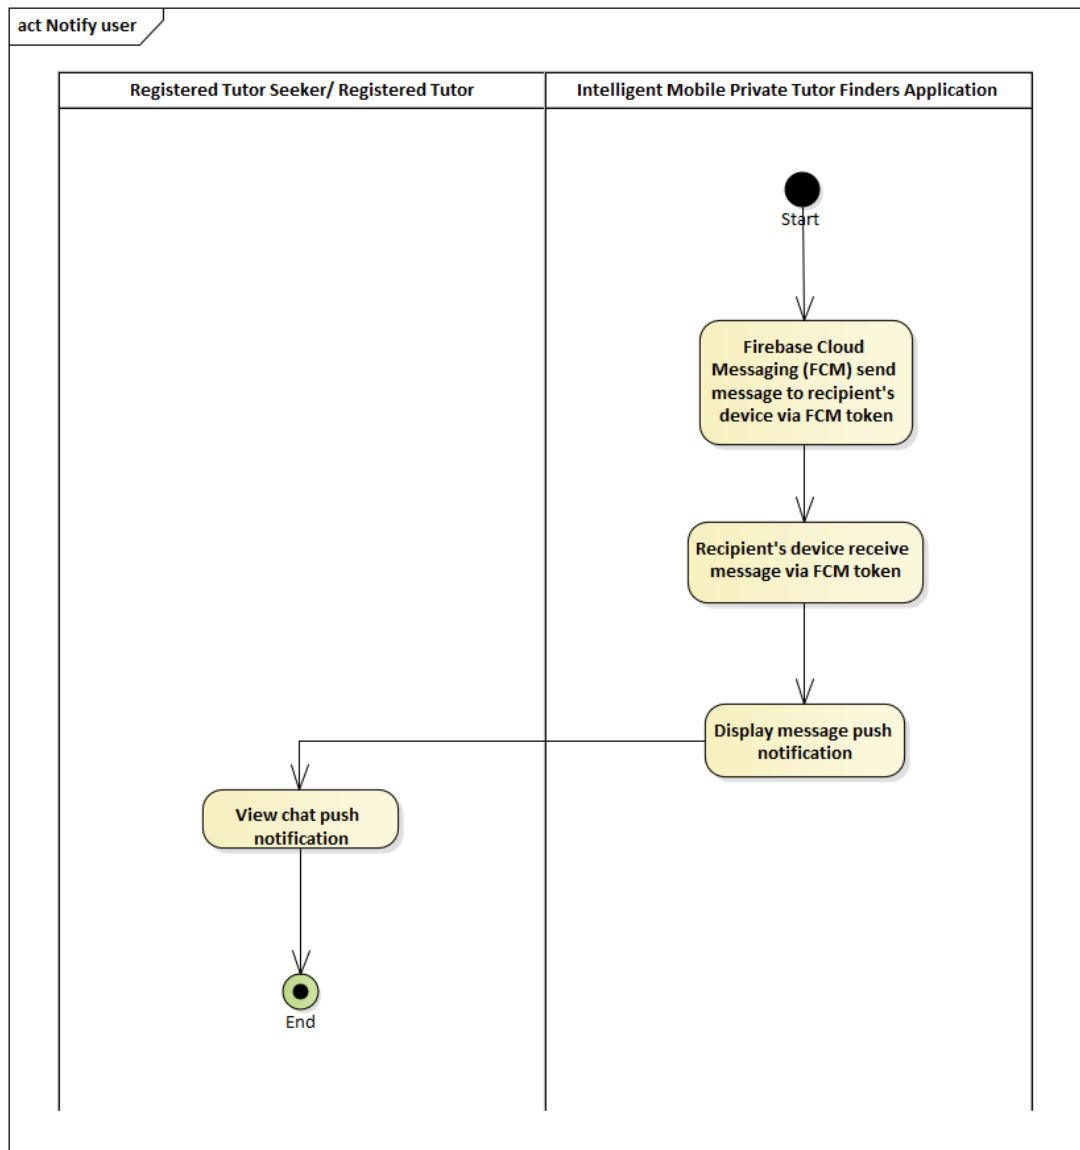 act Notify user
Registered Tutor Seeker/ Registered Tutor
Intelligent Mobile Private Tutor Finders Application
Start
Firebase Cloud
Messaging (FCM) send
message to recipient's
device via FCM token
Recipient's device receive
message via FCM token
Display message push
notification
View chat push
notification
End